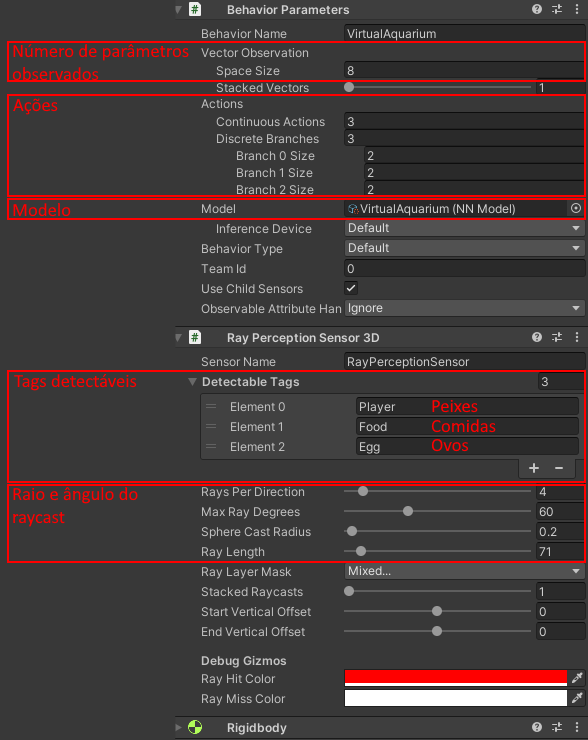 Behavior Parameters
Behavior Name VirtualAquarium
Número de parâmetros observados
Vector Observation
Space Size 8
Stacked Vectors 1
Ações
Actions
Continuous Actions 3
Discrete Branches 3
Branch 0 Size 2
Branch 1 Size 2
Branch 2 Size 2
Modelo
Model VirtualAquarium (NN Model)
Inference Device Default
Behavior Type Default
Team Id 0
Use Child Sensors
Observable Attribute Han Ignore
Ray Perception Sensor 3D
Sensor Name RayPerceptionSensor
Tags detectáveis
Detectable Tags 3
Element 0 Player Peixes
Element 1 Food Comidas
Element 2 Egg Ovos
Raio e ângulo do raycast
Rays Per Direction 4
Max Ray Degrees 60
Sphere Cast Radius 0.2
Ray Length 71
Ray Layer Mask Mixed...
Stacked Raycasts 1
Start Vertical Offset 0
End Vertical Offset 0
Debug Gizmos
Ray Hit Color
Ray Miss Color
Rigidbody